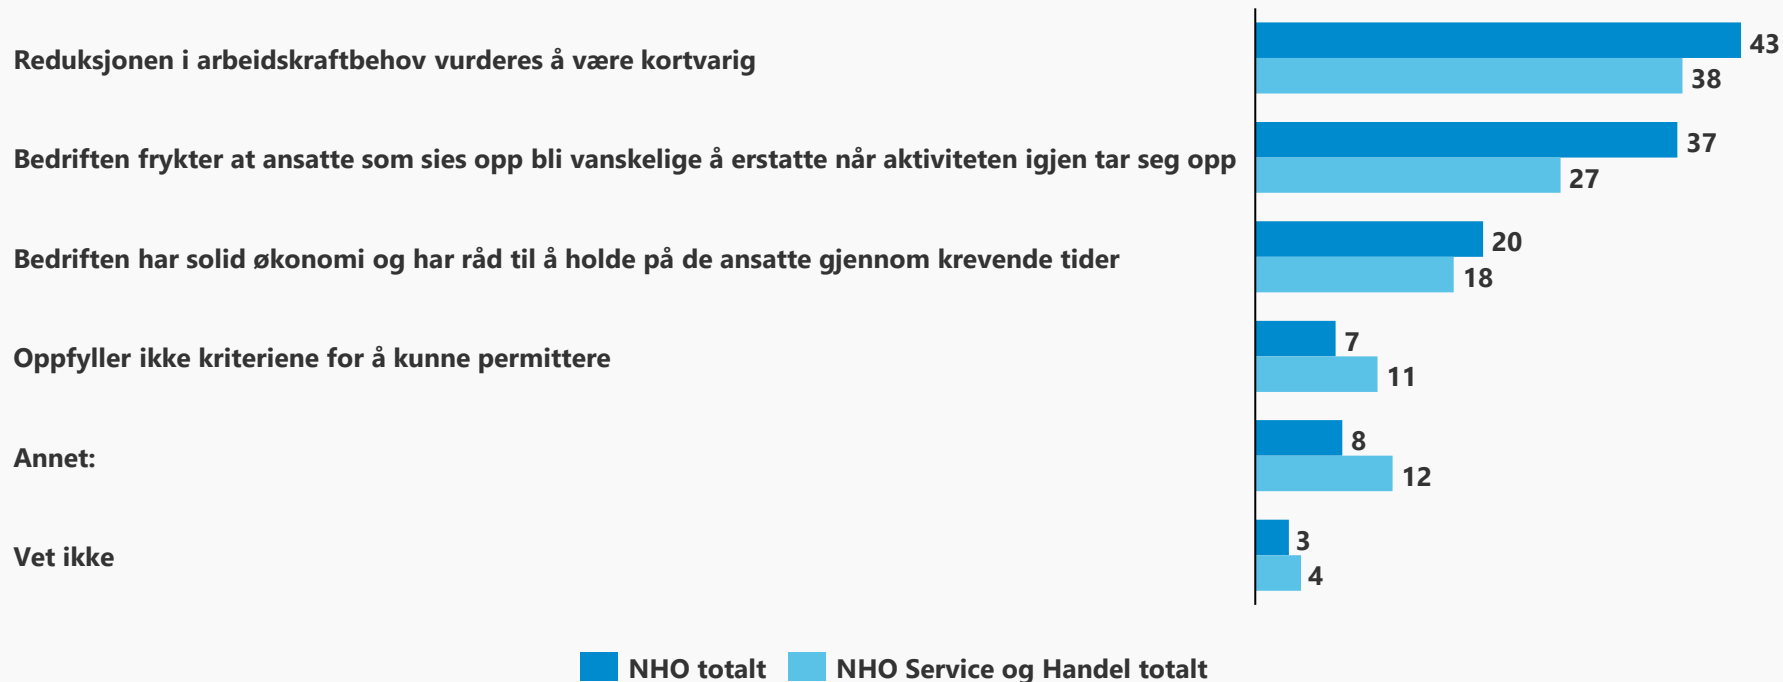 Reduksjonen i arbeidskraftbehov vurderes å være kortvarig
43
38
Bedriften frykter at ansatte som sies opp bli vanskelige å erstatte når aktiviteten igjen tar seg opp
37
27
Bedriften har solid økonomi og har råd til å holde på de ansatte gjennom krevende tider
20
18
Oppfyller ikke kriteriene for å kunne permittere
7
11
Annet:
8
12
Vet ikke
3
4
NHO totalt NHO Service og Handel totalt